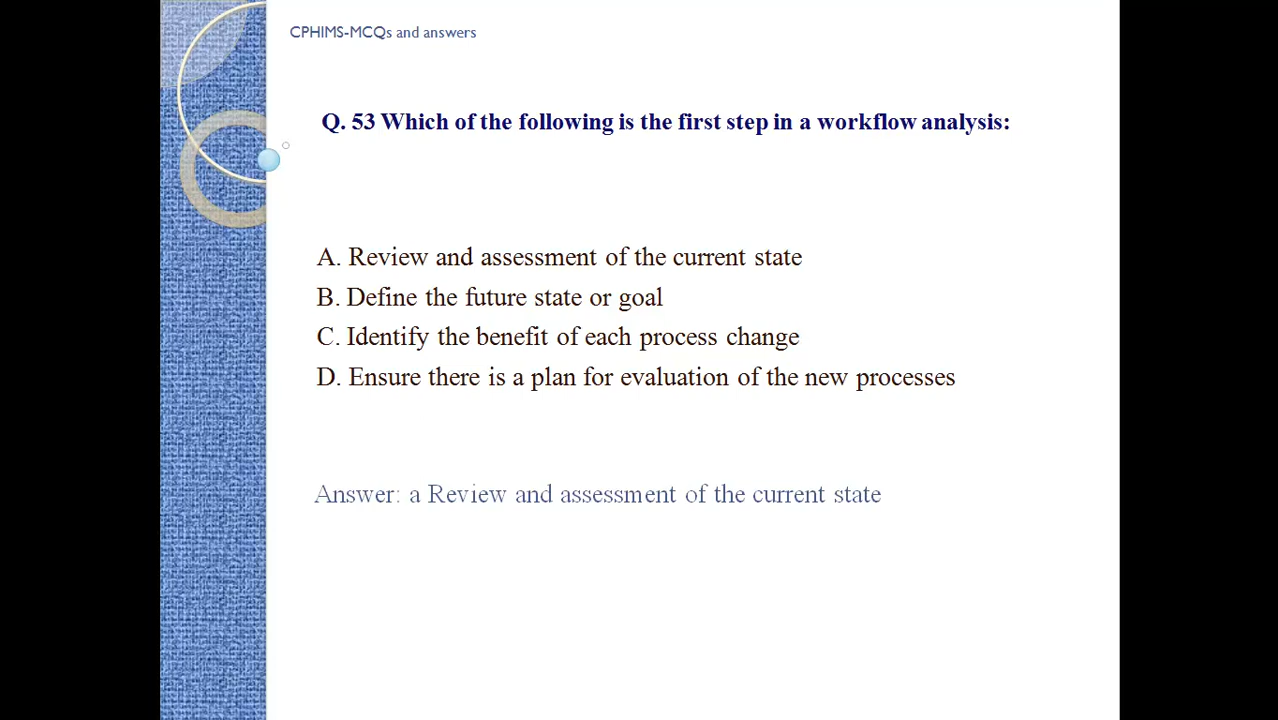 CPHIMS-MCQs and answers
Q. 53 Which of the following is the first step in a workflow analysis:
A. Review and assessment of the current state
B. Define the future state or goal
C. Identify the benefit of each process change
D. Ensure there is a plan for evaluation of the new processes
Answer: a Review and assessment of the current state